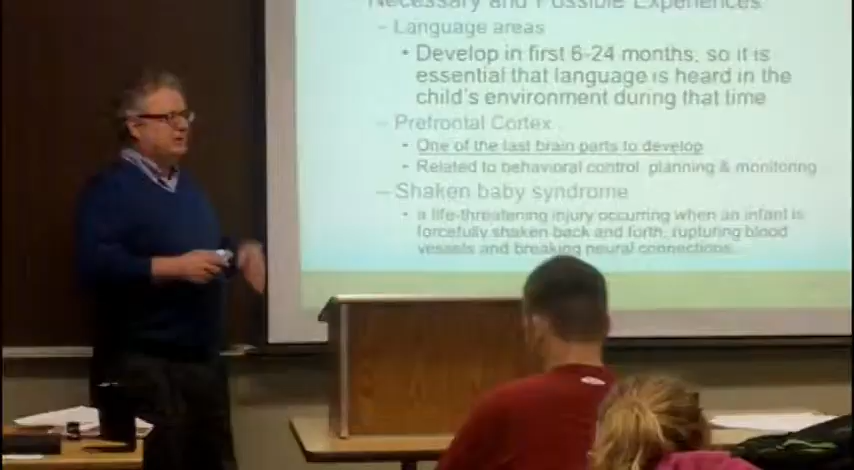 Necessary and Possible Experiences
– Language areas
• Develop in first 6-24 months, so it is
essential that language is heard in the
child's environment during that time
– Prefrontal Cortex
• One of the last brain parts to develop
• Related to behavioral control, planning & monitoring
– Shaken baby syndrome
• a life-threatening injury occurring when an infant is
forcefully shaken back and forth, rupturing blood
vessels and breaking neural connections.